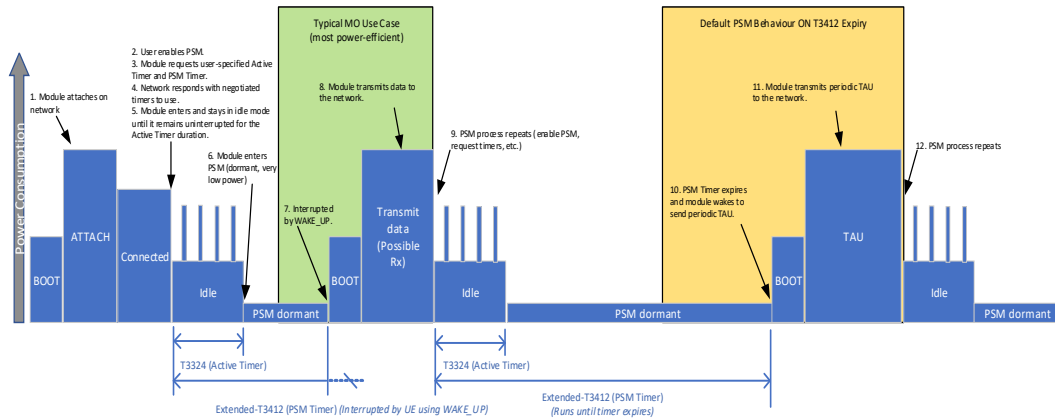 Typical MO Use Case
(most power-efficient)
Default PSM Behaviour ON T3412 Expiry
Power Consumption
1. Module attaches on
network
2. User enables PSM.
3. Module requests user-specified Active
Timer and PSM Timer.
4. Network responds with negotiated
timers to use.
5. Module enters and stays in idle mode
until it remains uninterrupted for the
Active Timer duration.
6. Module enters
PSM (dormant, very
low power)
7. Interrupted
by WAKE_UP.
8. Module transmits data to
the network.
9. PSM process repeats (enable PSM,
request timers, etc.)
10. PSM Timer expires
and module wakes to
send periodic TAU.
11. Module transmits periodic TAU
to the network.
12. PSM process repeats
BOOT
ATTACH
Connected
Idle
PSM dormant
BOOT
Transmit
data
(Possible
Rx)
Idle
PSM dormant
BOOT
TAU
Idle
PSM dormant
T3324 (Active Timer)
T3324 (Active Timer)
Extended-T3412 (PSM Timer) (Interrupted by UE using WAKE_UP)
Extended-T3412 (PSM Timer)
(Runs until timer expires)